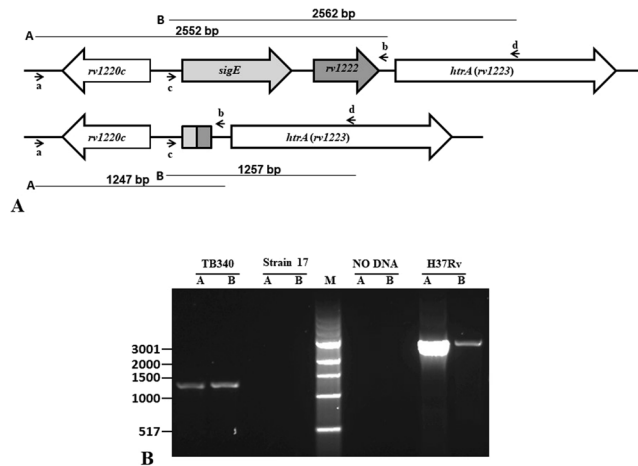 B 2562 bp
A 2552 bp
rv1220c sigE rv1222 b htrA(rv1223) d
a c
rv1220c b htrA(rv1223) d
a c
B 1257 bp
A 1247 bp
A
TB340 Strain 17 NO DNA H37Rv
A B A B M A B A B
3001
2000
1500
1000
517
B